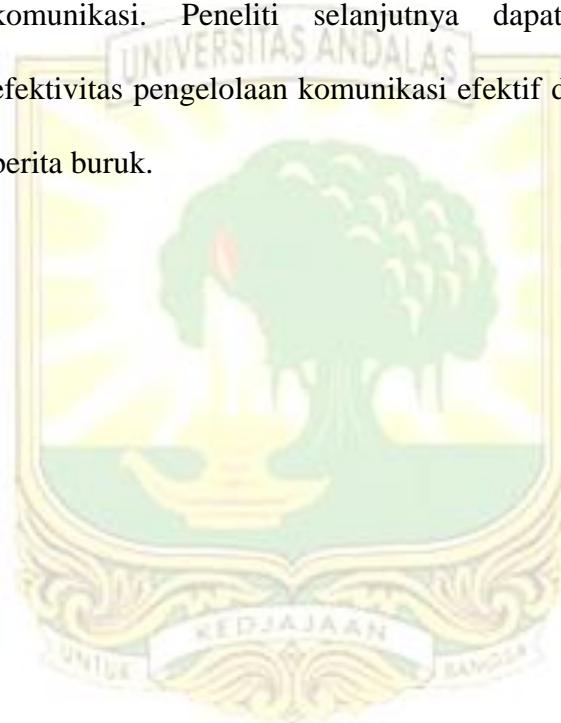 komunikasi. Peneliti selanjutnya dapat
UNIVERSITAS ANDALAS
efektivitas pengelolaan komunikasi efektif d
berita buruk.
KEDJAJAAN
UNTUK BANGSA